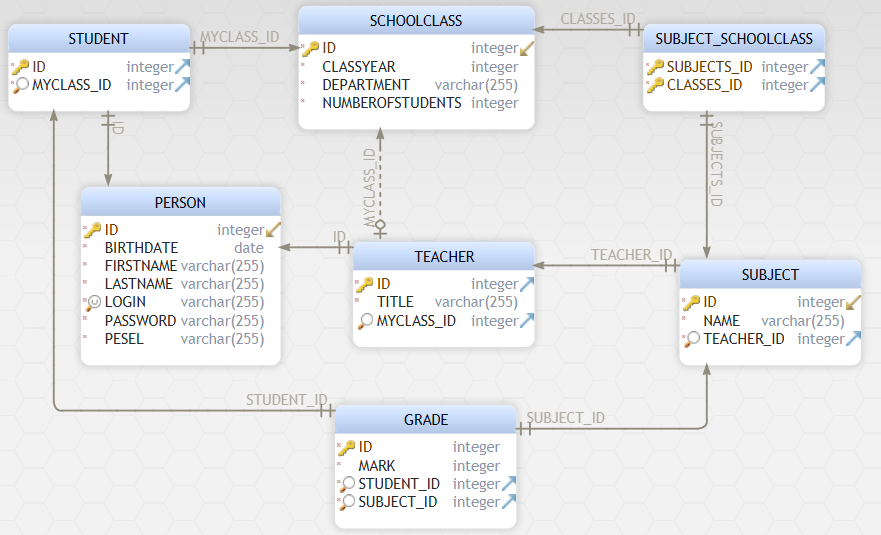 STUDENT
ID integer
MYCLASS_ID integer
MYCLASS_ID
SCHOOLCLASS
ID integer
CLASSYEAR integer
DEPARTMENT varchar(255)
NUMBEROFSTUDENTS integer
CLASSES_ID
SUBJECT_SCHOOLCLASS
SUBJECTS_ID integer
CLASSES_ID integer
ID
MYCLASS_ID
SUBJECTS_ID
PERSON
ID integer
BIRTHDATE date
FIRSTNAME varchar(255)
LASTNAME varchar(255)
LOGIN varchar(255)
PASSWORD varchar(255)
PESEL varchar(255)
ID
TEACHER
ID integer
TITLE varchar(255)
MYCLASS_ID integer
TEACHER_ID
SUBJECT
ID integer
NAME varchar(255)
TEACHER_ID integer
STUDENT_ID
GRADE
ID integer
MARK integer
STUDENT_ID integer
SUBJECT_ID integer
SUBJECT_ID